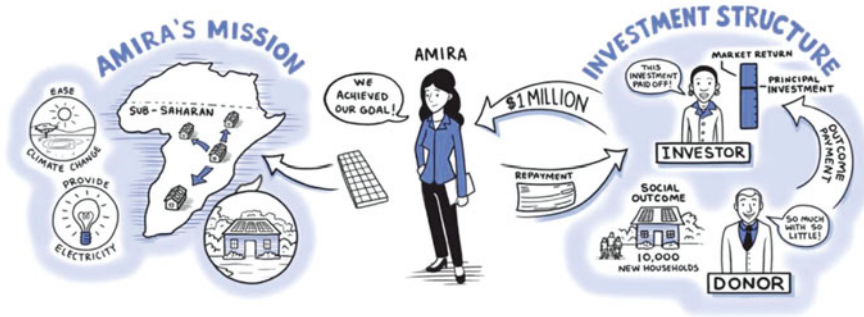 AMIRA'S MISSION
EASE
CLIMATE CHANGE
PROVIDE
ELECTRICITY
SUB-SAHARAN
AMIRA
WE
ACHIEVED
OUR GOAL!
$1 MILLION
REPAYMENT
INVESTMENT STRUCTURE
MARKET RETURN
THIS
INVESTMENT
PAID OFF!
PRINCIPAL
INVESTMENT
INVESTOR
OUTCOME
PAYMENT
SOCIAL
OUTCOME
10,000
NEW HOUSEHOLDS
SO MUCH
WITH SO
LITTLE!
DONOR